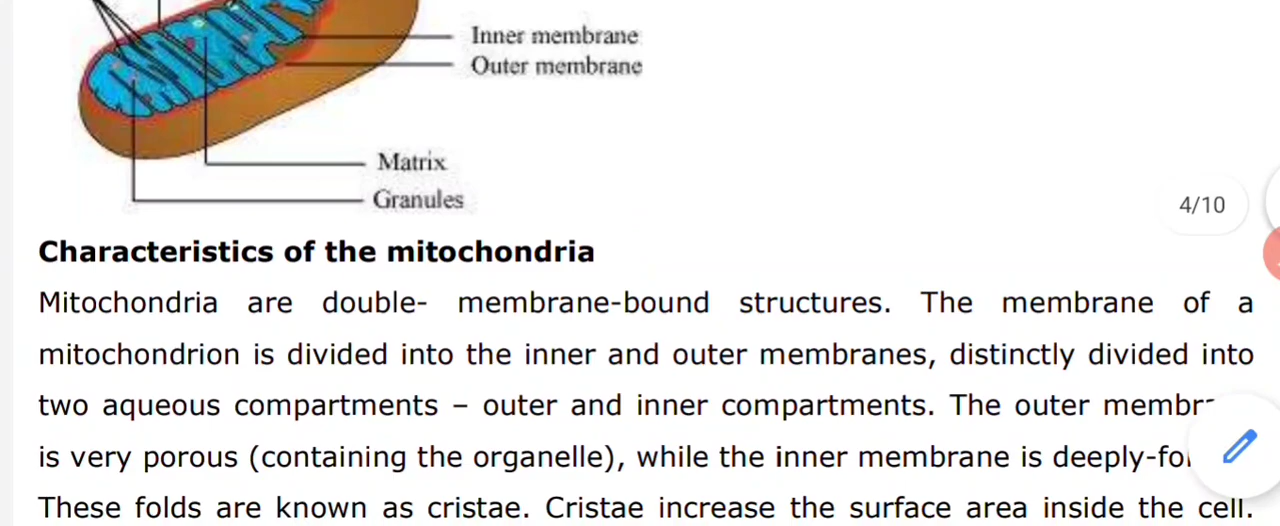 Inner membrane
Outer membrane
Matrix
Granules
4/10
Characteristics of the mitochondria
Mitochondria are double- membrane-bound structures. The membrane of a
mitochondrion is divided into the inner and outer membranes, distinctly divided into
two aqueous compartments – outer and inner compartments. The outer
is very porous (containing the organelle), while the inner membrane is
These folds are known as cristae. Cristae increase the surface area inside the cell.